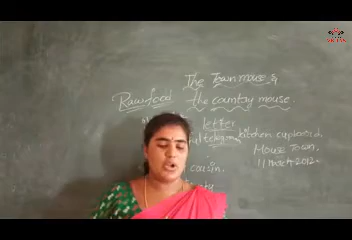 The Town mouse &
Raw food the country mouse.
letter
kitchen cupboard
Mouse Town,
11 March 2012
cousin,